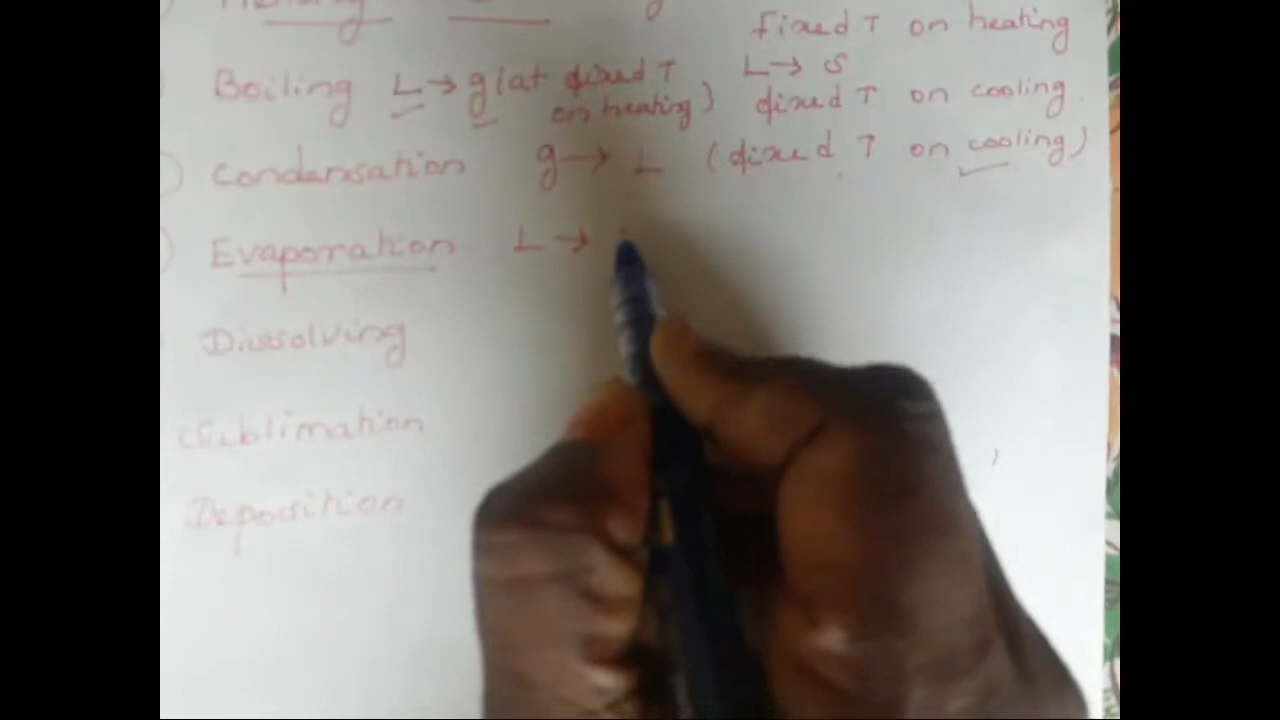 fixed T on heating
Boiling L → g (at fixed T L → S
on heating) fixed T on cooling
Condensation g → L (fixed T on cooling)
Evaporation L →
Dissolving
Sublimation
Deposition